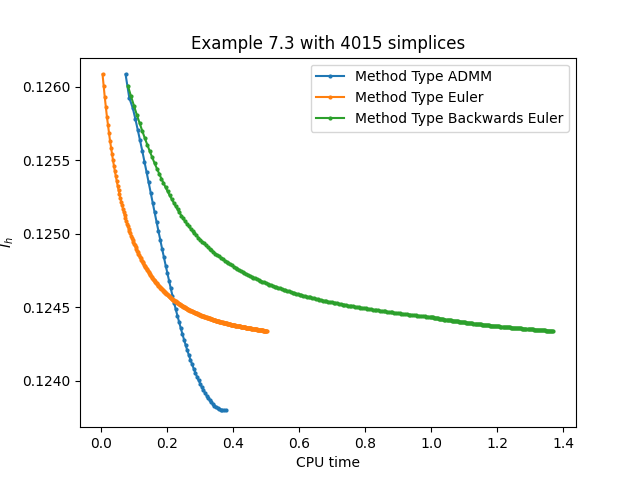 Example 7.3 with 4015 simplices
Method Type ADMM
Method Type Euler
Method Type Backwards Euler
0.1260
0.1255
0.1250
0.1245
0.1240
I_h
0.0 0.2 0.4 0.6 0.8 1.0 1.2 1.4
CPU time